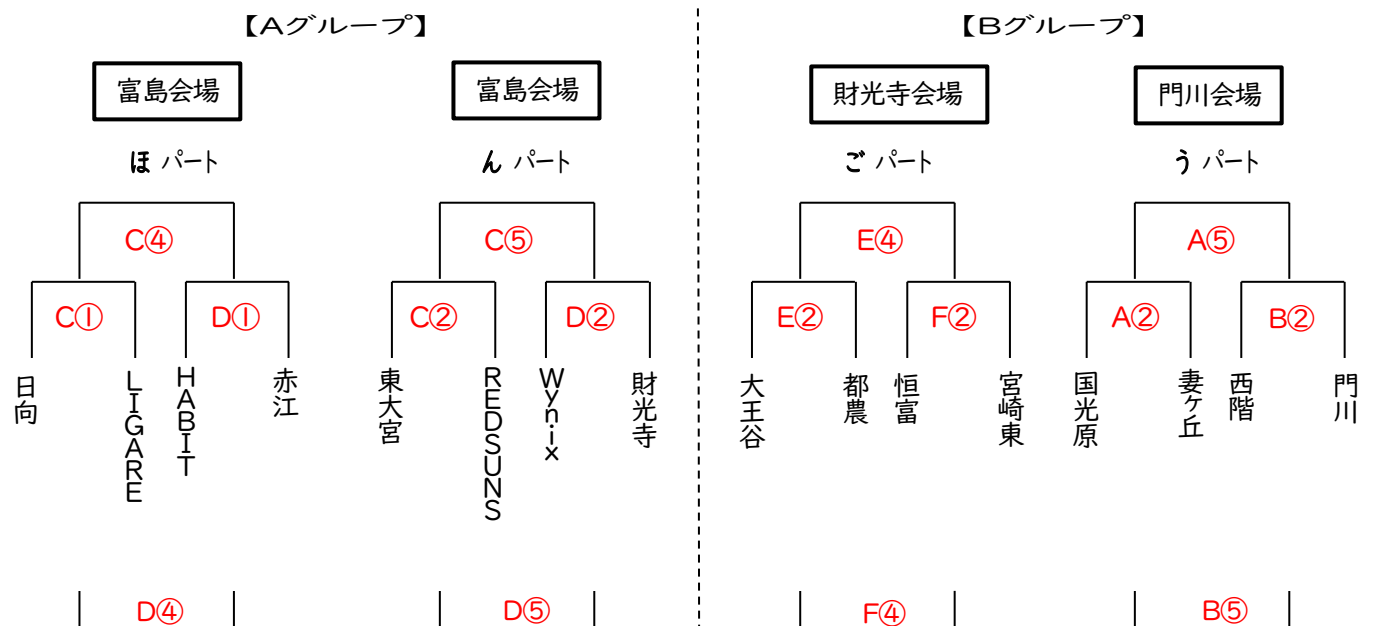 【Aグループ】 【Bグループ】
富島会場 富島会場 財光寺会場 門川会場
ほ パート ん パート ご パート う パート
C④ C⑤ E④ A⑤
C① D① C② D② E② F② A② B②
日向 LIGARE HABIT 赤江 東大宮 REDSUNS Wynix 財光寺 大王谷 都農 恒富 宮崎東 国光原 妻ヶ丘 西階 門川
D④ D⑤ F④ B⑤